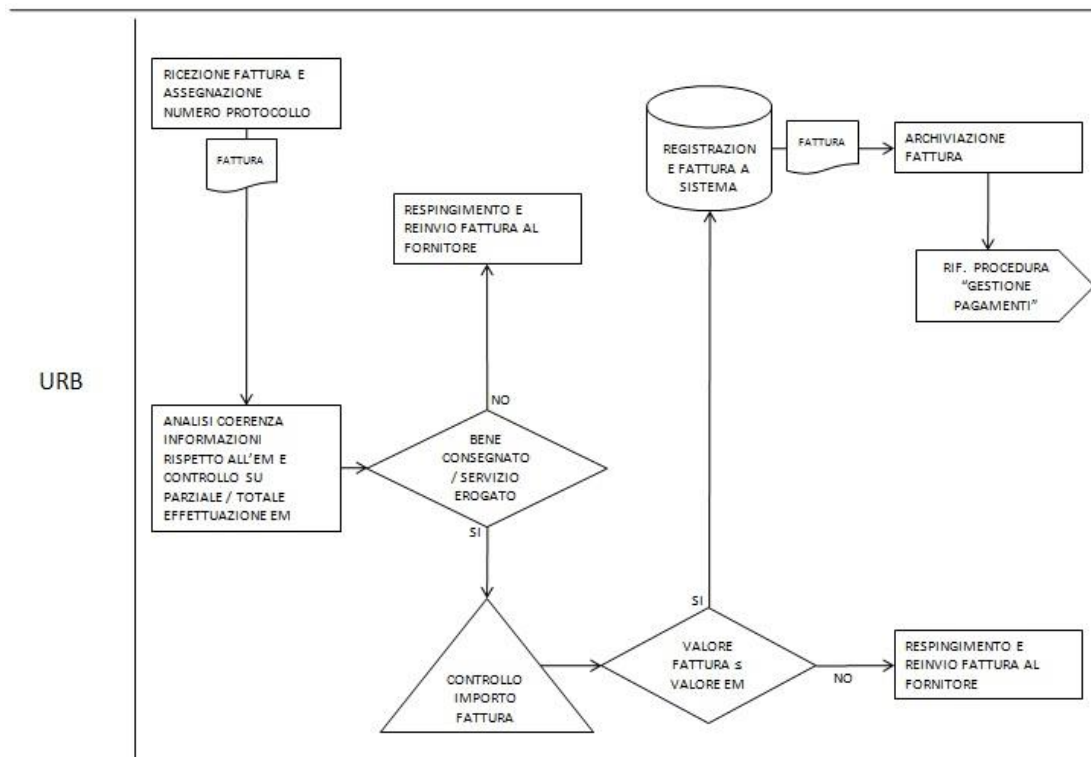 URB
RICEZIONE FATTURA E
ASSEGNAZIONE
NUMERO PROTOCOLLO
FATTURA
ANALISI COERENZA
INFORMAZIONI
RISPETTO ALL'EM E
CONTROLLO SU
PARZIALE / TOTALE
EFFETTUAZIONE EM
BENE
CONSEGNATO
/ SERVIZIO
EROGATO
NO
RESPINGIMENTO E
REINVIO FATTURA AL
FORNITORE
SI
CONTROLLO
IMPORTO
FATTURA
VALORE
FATTURA ≤
VALORE EM
NO
RESPINGIMENTO E
REINVIO FATTURA AL
FORNITORE
SI
REGISTRAZION
E FATTURA A
SISTEMA
FATTURA
ARCHIVIAZIONE
FATTURA
RIF. PROCEDURA
"GESTIONE
PAGAMENTI"